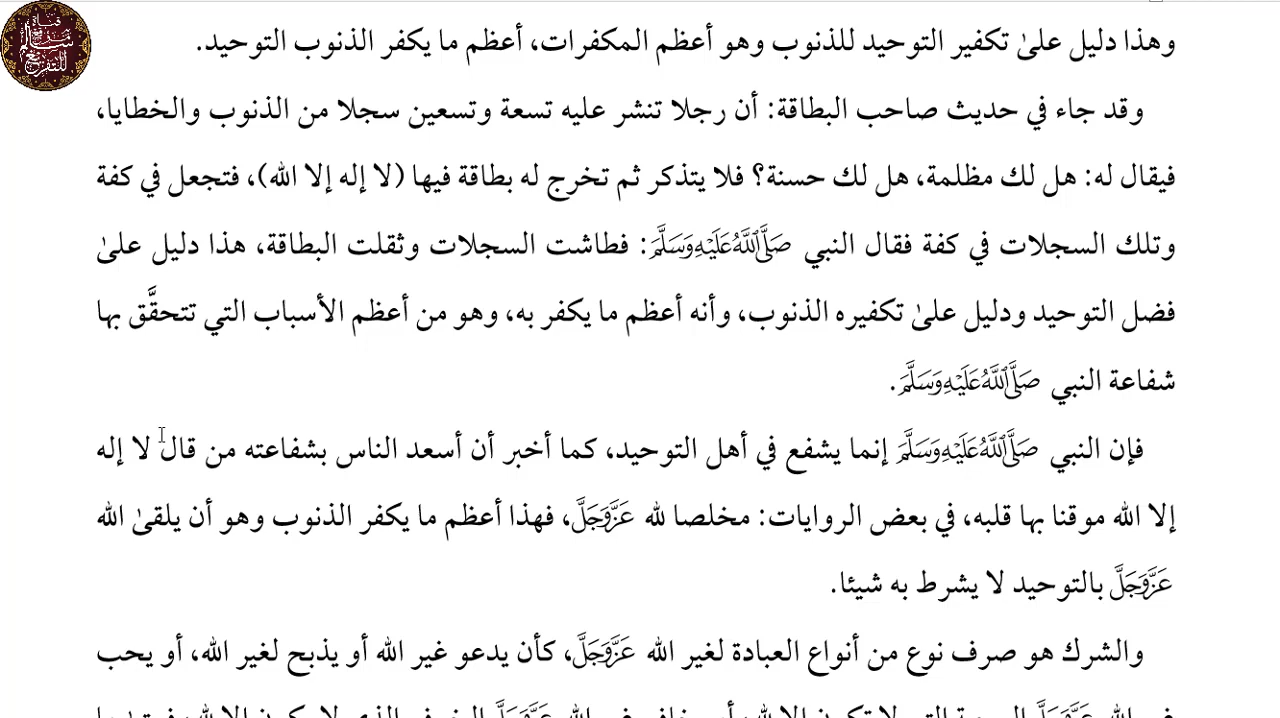 قناة
سالم
للتفريغ
وهذا دليل علىٰ تكفير التوحيد للذنوب وهو أعظم المكفرات، أعظم ما يكفر الذنوب التوحيد.
وقد جاء في حديث صاحب البطاقة: أن رجلا تنشر عليه تسعة وتسعين سجلا من الذنوب والخطايا،
فيقال له: هل لك مظلمة، هل لك حسنة؟ فلا يتذكر ثم تخرج له بطاقة فيها (لا إله إلا الله)، فتجعل في كفة
وتلك السجلات في كفة فقال النبي صَلَّى اللَّهُ عَلَيْهِ وَسَلَّمَ: فطاشت السجلات وثقلت البطاقة، هذا دليل علىٰ
فضل التوحيد ودليل علىٰ تكفيره الذنوب، وأنه أعظم ما يكفر به، وهو من أعظم الأسباب التي تتحقَّق بها
شفاعة النبي صَلَّى اللَّهُ عَلَيْهِ وَسَلَّمَ.
فإن النبي صَلَّى اللَّهُ عَلَيْهِ وَسَلَّمَ إنما يشفع في أهل التوحيد، كما أخبر أن أسعد الناس بشفاعته من قال لا إله
إلا الله موقنا بها قلبه، في بعض الروايات: مخلصا لله عَزَّ وَجَلَّ، فهذا أعظم ما يكفر الذنوب وهو أن يلقىٰ الله
عَزَّ وَجَلَّ بالتوحيد لا يشرط به شيئا.
والشرك هو صرف نوع من أنواع العبادة لغير الله عَزَّ وَجَلَّ، كأن يدعو غير الله أو يذبح لغير الله، أو يحب